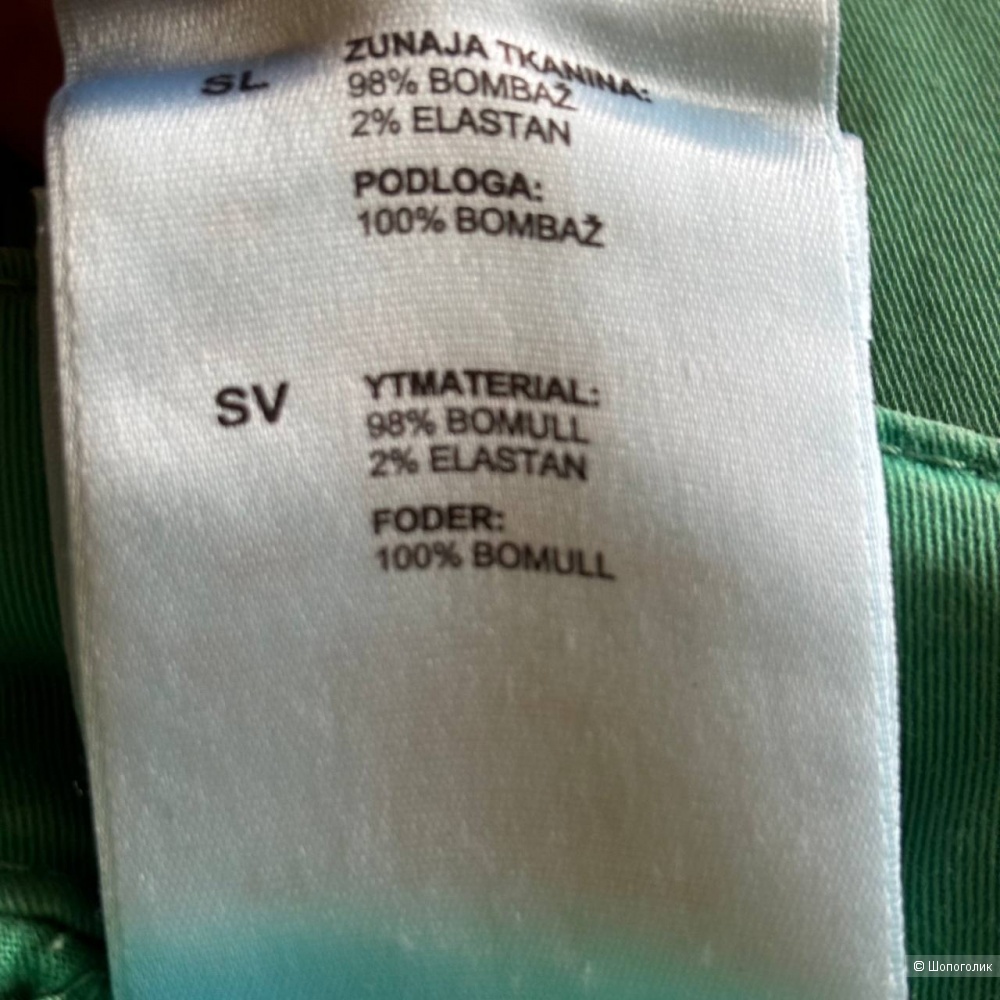 SL
ZUNAJA TKANINA:
98% BOMBAŽ
2% ELASTAN
PODLOGA:
100% BOMBAŽ
SV
YTMATERIAL:
98% BOMULL
2% ELASTAN
FODER:
100% BOMULL
© Шопоголик